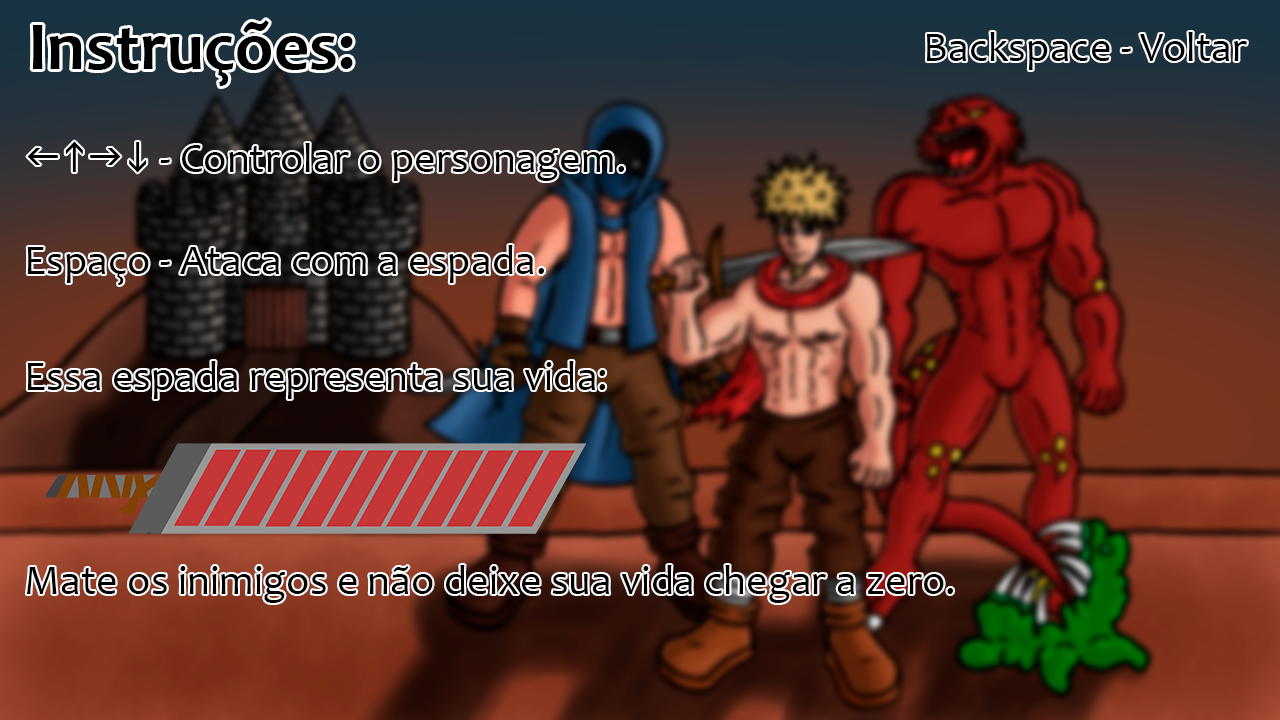 Instruções:
Backspace - Voltar
←↑→↓ - Controlar o personagem.
Espaço - Ataca com a espada.
Essa espada representa sua vida:
Mate os inimigos e não deixe sua vida chegar a zero.